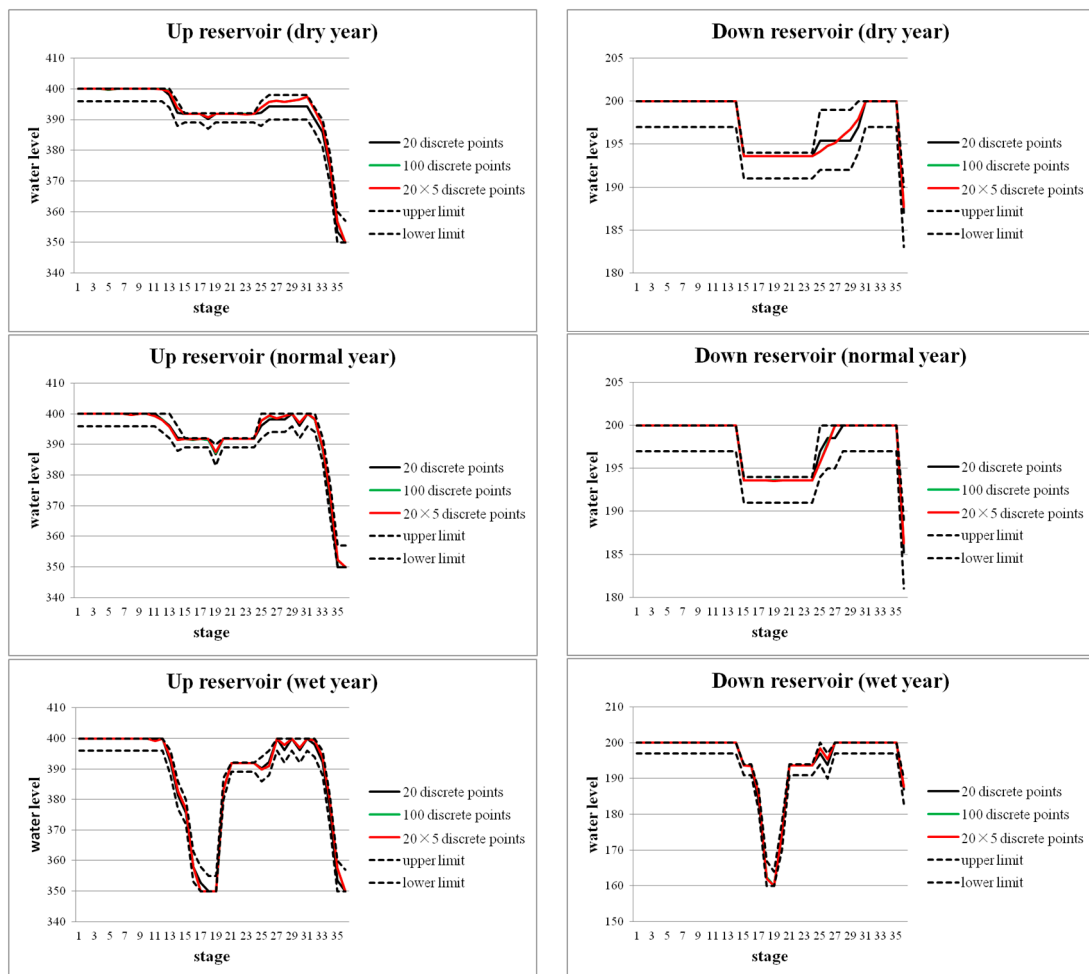 Up reservoir (dry year)
410
400
390
380
370
360
350
340
water level
1 3 5 7 9 11 13 15 17 19 21 23 25 27 29 31 33 35
stage
20 discrete points
100 discrete points
20×5 discrete points
upper limit
lower limit
Down reservoir (dry year)
205
200
195
190
185
180
water level
1 3 5 7 9 11 13 15 17 19 21 23 25 27 29 31 33 35
stage
20 discrete points
100 discrete points
20×5 discrete points
upper limit
lower limit
Up reservoir (normal year)
410
400
390
380
370
360
350
340
water level
1 3 5 7 9 11 13 15 17 19 21 23 25 27 29 31 33 35
stage
20 discrete points
100 discrete points
20×5 discrete points
upper limit
lower limit
Down reservoir (normal year)
205
200
195
190
185
180
water level
1 3 5 7 9 11 13 15 17 19 21 23 25 27 29 31 33 35
stage
20 discrete points
100 discrete points
20×5 discrete points
upper limit
lower limit
Up reservoir (wet year)
410
400
390
380
370
360
350
340
water level
1 3 5 7 9 11 13 15 17 19 21 23 25 27 29 31 33 35
stage
20 discrete points
100 discrete points
20×5 discrete points
upper limit
lower limit
Down reservoir (wet year)
210
200
190
180
170
160
150
water level
1 3 5 7 9 11 13 15 17 19 21 23 25 27 29 31 33 35
stage
20 discrete points
100 discrete points
20×5 discrete points
upper limit
lower limit